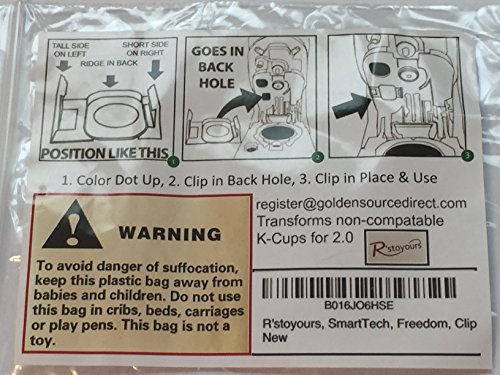 TALL SIDE
ON LEFT
SHORT SIDE
ON RIGHT
RIDGE IN BACK
POSITION LIKE THIS
1
GOES IN
BACK
HOLE
2
3
1. Color Dot Up, 2. Clip in Back Hole, 3. Clip in Place & Use
WARNING
To avoid danger of suffocation,
keep this plastic bag away from
babies and children. Do not use
this bag in cribs, beds, carriages
or play pens. This bag is not a
toy.
register@goldensourcedirect.com
Transforms non-compatable
K-Cups for 2.0
R'stoyours
B016JO6HSE
R'stoyours, SmartTech, Freedom, Clip
New